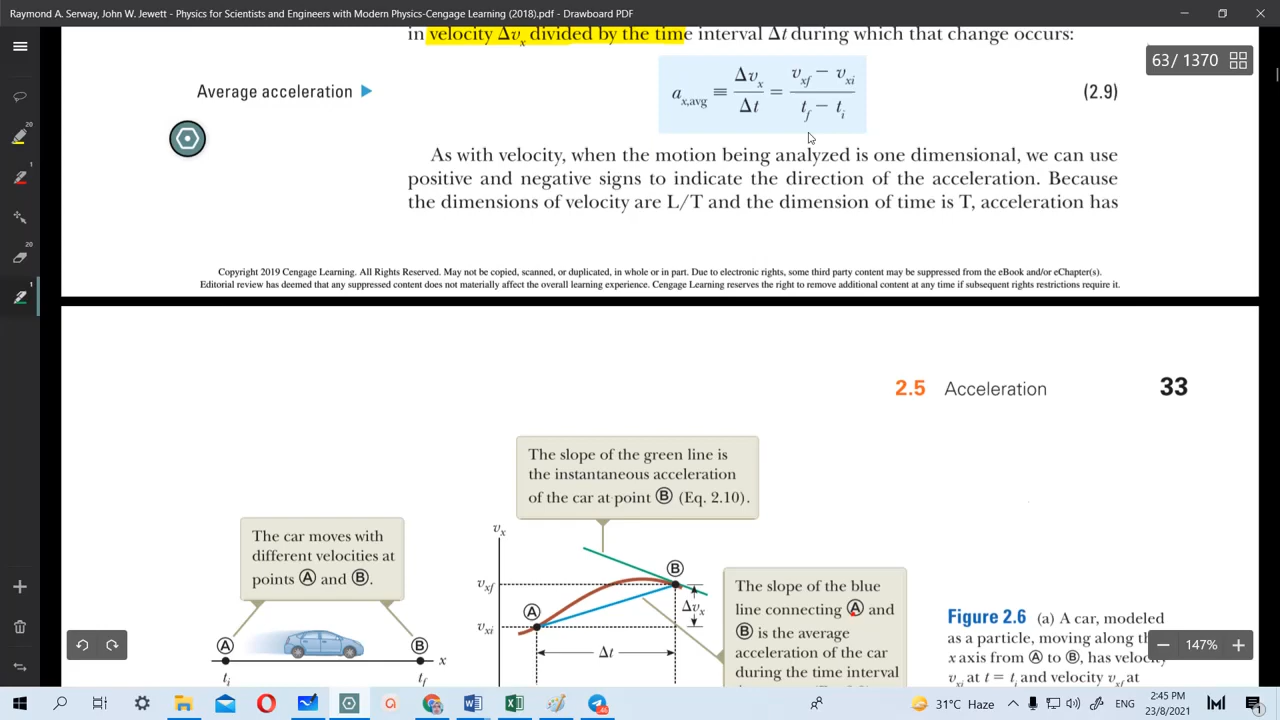 Raymond A. Serway, John W. Jewett - Physics for Scientists and Engineers with Modern Physics-Cengage Learning (2018).pdf - Drawboard PDF
in velocity Δvx divided by the time interval Δt during which that change occurs:
63 / 1370
Average acceleration ▶
ax,avg ≡ Δvx/Δt = (vxf − vxi)/(tf − ti)
(2.9)
As with velocity, when the motion being analyzed is one dimensional, we can use
positive and negative signs to indicate the direction of the acceleration. Because
the dimensions of velocity are L/T and the dimension of time is T, acceleration has
Copyright 2019 Cengage Learning. All Rights Reserved. May not be copied, scanned, or duplicated, in whole or in part. Due to electronic rights, some third party content may be suppressed from the eBook and/or eChapter(s).
Editorial review has deemed that any suppressed content does not materially affect the overall learning experience. Cengage Learning reserves the right to remove additional content at any time if subsequent rights restrictions require it.
2.5 Acceleration 33
The slope of the green line is
the instantaneous acceleration
of the car at point Ⓑ (Eq. 2.10).
The car moves with
different velocities at
points Ⓐ and Ⓑ.
vx
vxf
vxi
Ⓐ
Ⓑ
Δvx
Δt
The slope of the blue
line connecting Ⓐ and
Ⓑ is the average
acceleration of the car
during the time interval
Ⓐ
Ⓑ
x
ti
tf
Figure 2.6 (a) A car, modeled
as a particle, moving along th
x axis from Ⓐ to Ⓑ, has veloc
vxi at t = ti and velocity vxf at
147%
20
1
20
1
31°C Haze
ENG
2:45 PM
23/8/2021